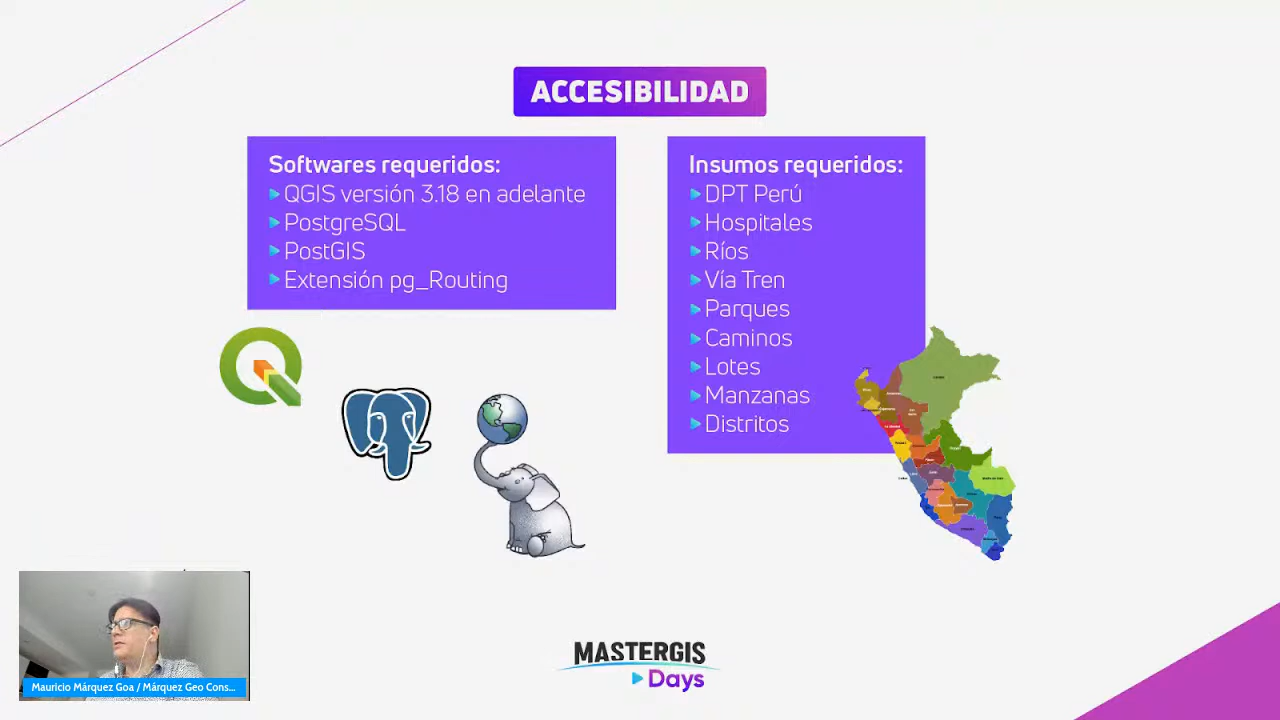 ACCESIBILIDAD
Softwares requeridos:
QGIS versión 3.18 en adelante
PostgreSQL
PostGIS
Extensión pg_Routing
Insumos requeridos:
DPT Perú
Hospitales
Ríos
Vía Tren
Parques
Caminos
Lotes
Manzanas
Distritos
Mauricio Márquez Goa / Márquez Geo Cons...
MASTERGIS
Days